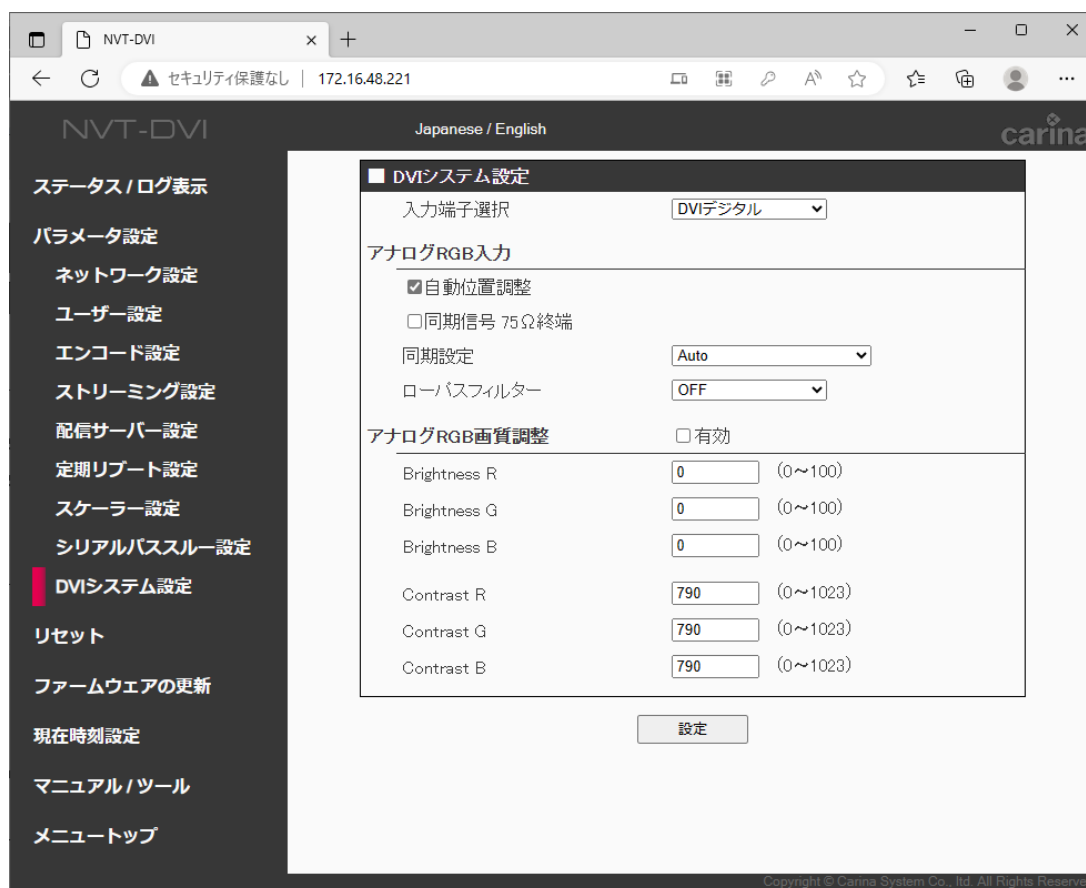 NVT-DVI
セキュリティ保護なし | 172.16.48.221
NVT-DVI
Japanese / English
carina
ステータス / ログ表示
パラメータ設定
ネットワーク設定
ユーザー設定
エンコード設定
ストリーミング設定
配信サーバー設定
定期リブート設定
スケーラー設定
シリアルパススルー設定
DVIシステム設定
リセット
ファームウェアの更新
現在時刻設定
マニュアル / ツール
メニュートップ
■ DVIシステム設定
入力端子選択 DVIデジタル
アナログRGB入力
自動位置調整
同期信号 75Ω終端
同期設定 Auto
ローパスフィルター OFF
アナログRGB画質調整 有効
Brightness R 0 (0～100)
Brightness G 0 (0～100)
Brightness B 0 (0～100)
Contrast R 790 (0～1023)
Contrast G 790 (0～1023)
Contrast B 790 (0～1023)
設定
Copyright © Carina System Co., ltd. All Rights Reserve